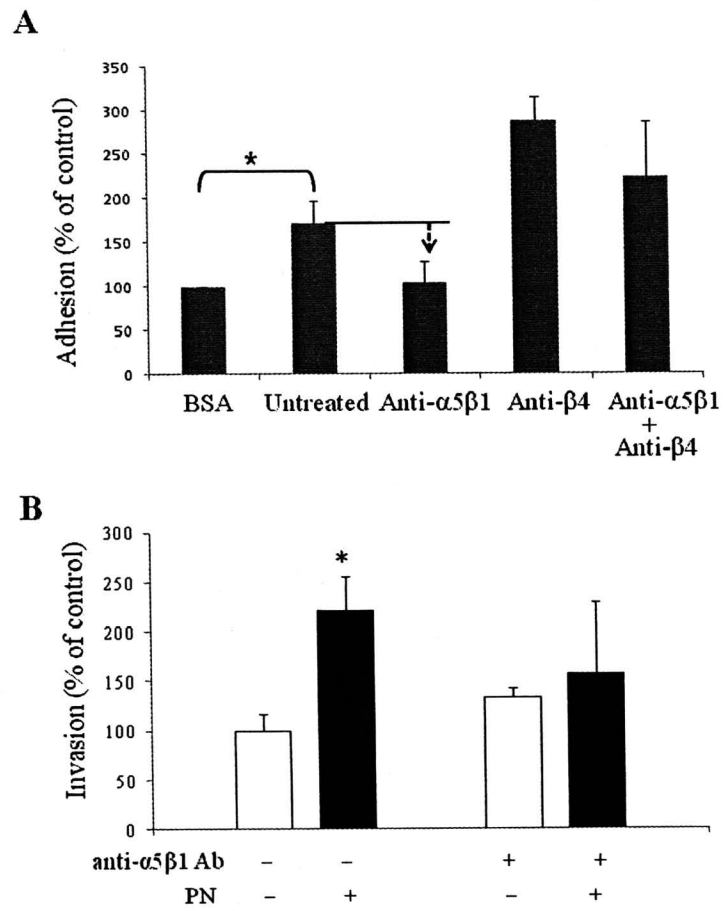 A
Adhesion (% of control)
350
300
250
200
150
100
50
0
*
BSA Untreated Anti-α5β1 Anti-β4 Anti-α5β1
+
Anti-β4
B
Invasion (% of control)
300
250
200
150
100
50
0
*
anti-α5β1 Ab – – + +
PN – + – +